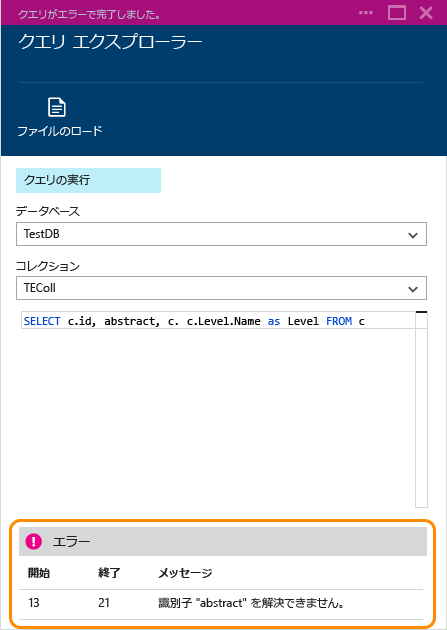 クエリがエラーで完了しました。
クエリ エクスプローラー
ファイルのロード
クエリの実行
データベース
TestDB
コレクション
TEColl
SELECT c.id, abstract, c. c.Level.Name as Level FROM c
エラー
開始 終了 メッセージ
13 21 識別子 "abstract" を解決できません。